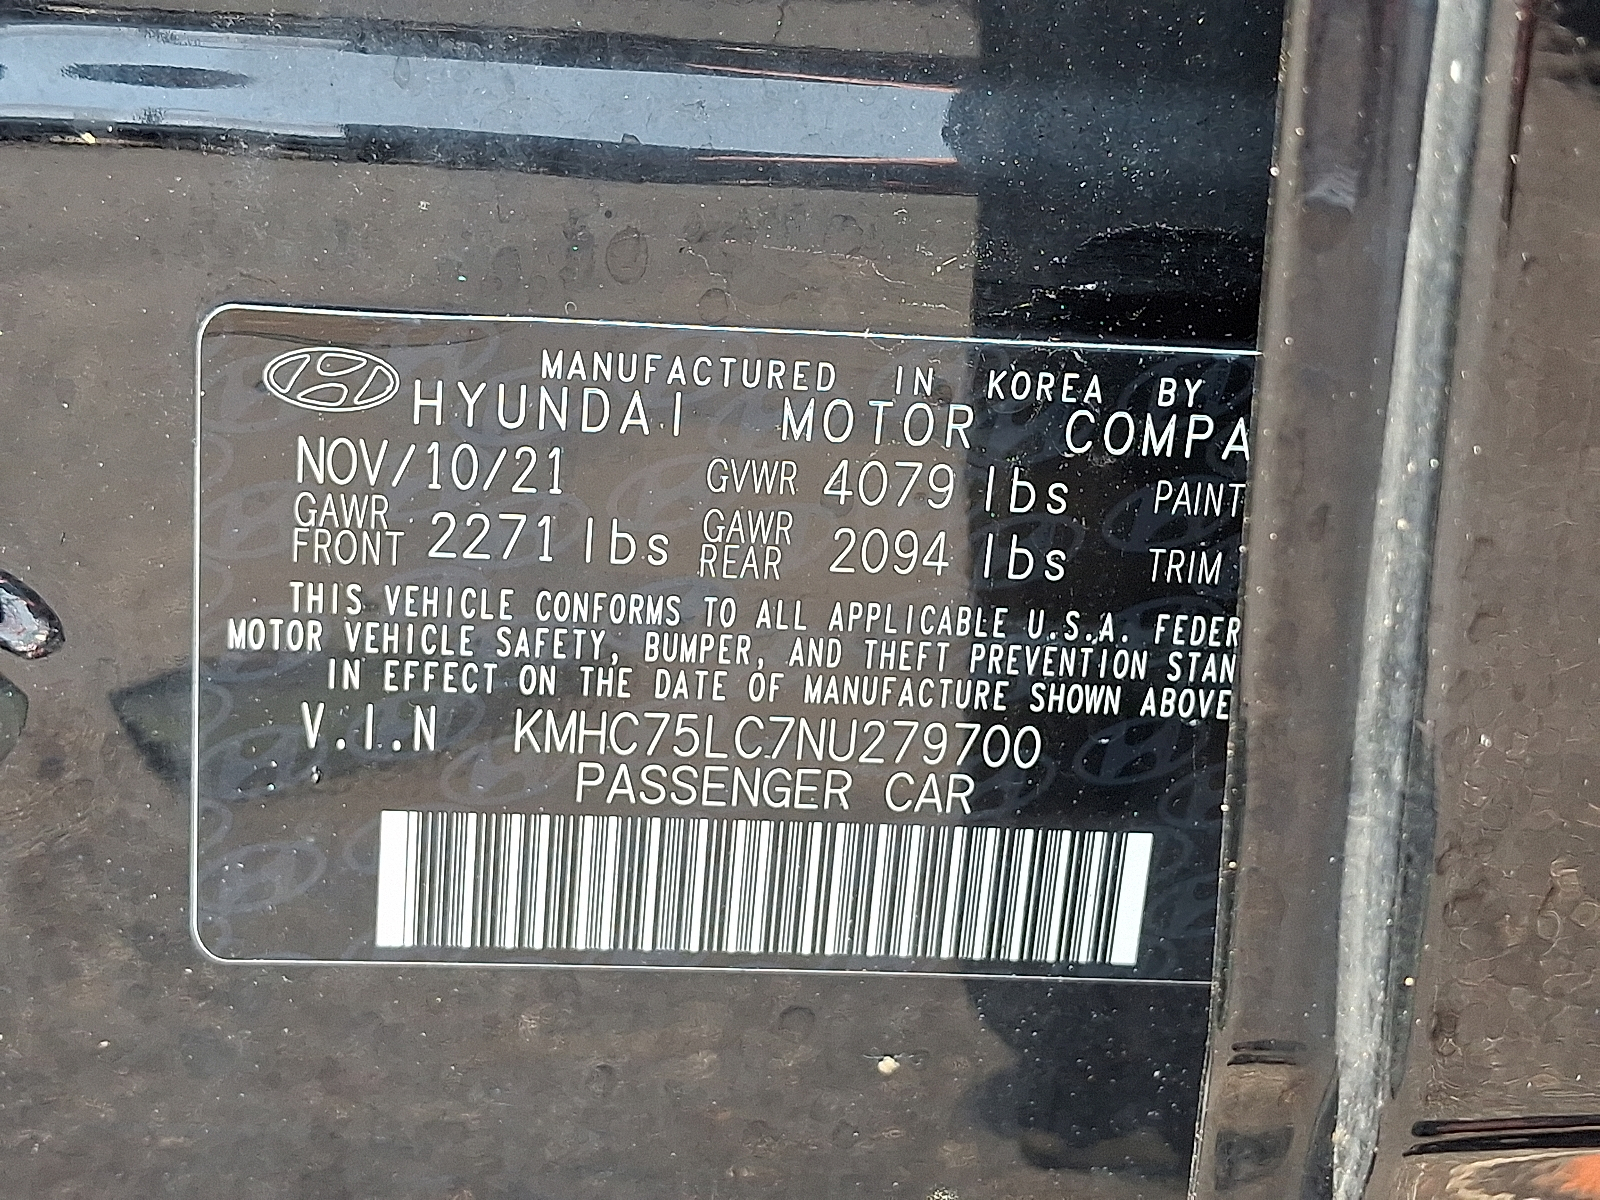 MANUFACTURED IN KOREA BY
HYUNDAI MOTOR COMPA
NOV/10/21 GVWR 4079 lbs PAINT
GAWR FRONT 2271 lbs GAWR REAR 2094 lbs TRIM
THIS VEHICLE CONFORMS TO ALL APPLICABLE U.S.A. FEDER
MOTOR VEHICLE SAFETY, BUMPER, AND THEFT PREVENTION STAN
IN EFFECT ON THE DATE OF MANUFACTURE SHOWN ABOVE
V.I.N KMHC75LC7NU279700
PASSENGER CAR